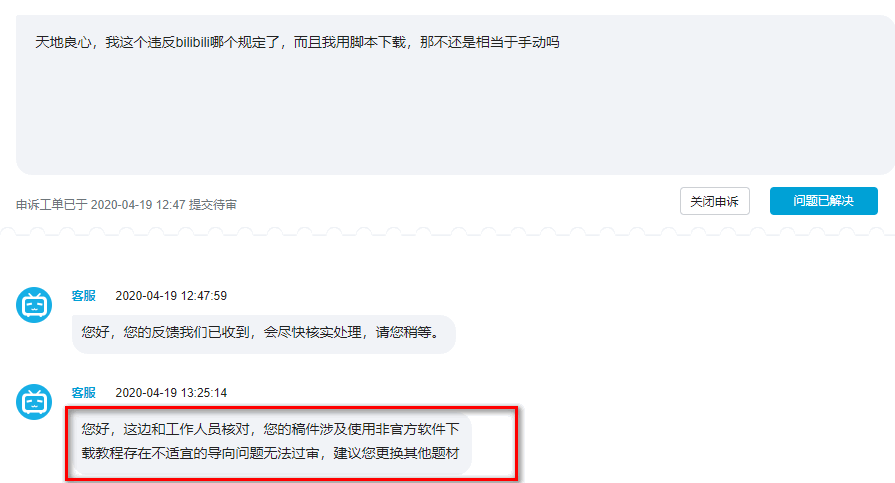 天地良心，我这个违反bilibili哪个规定了，而且我用脚本下载，那不还是相当于手动吗
申诉工单已于 2020-04-19 12:47 提交待审
关闭申诉
问题已解决
客服 2020-04-19 12:47:59
您好，您的反馈我们已收到，会尽快核实处理，请您稍等。
客服 2020-04-19 13:25:14
您好，这边和工作人员核对，您的稿件涉及使用非官方软件下
载教程存在不适宜的导向问题无法过审，建议您更换其他题材